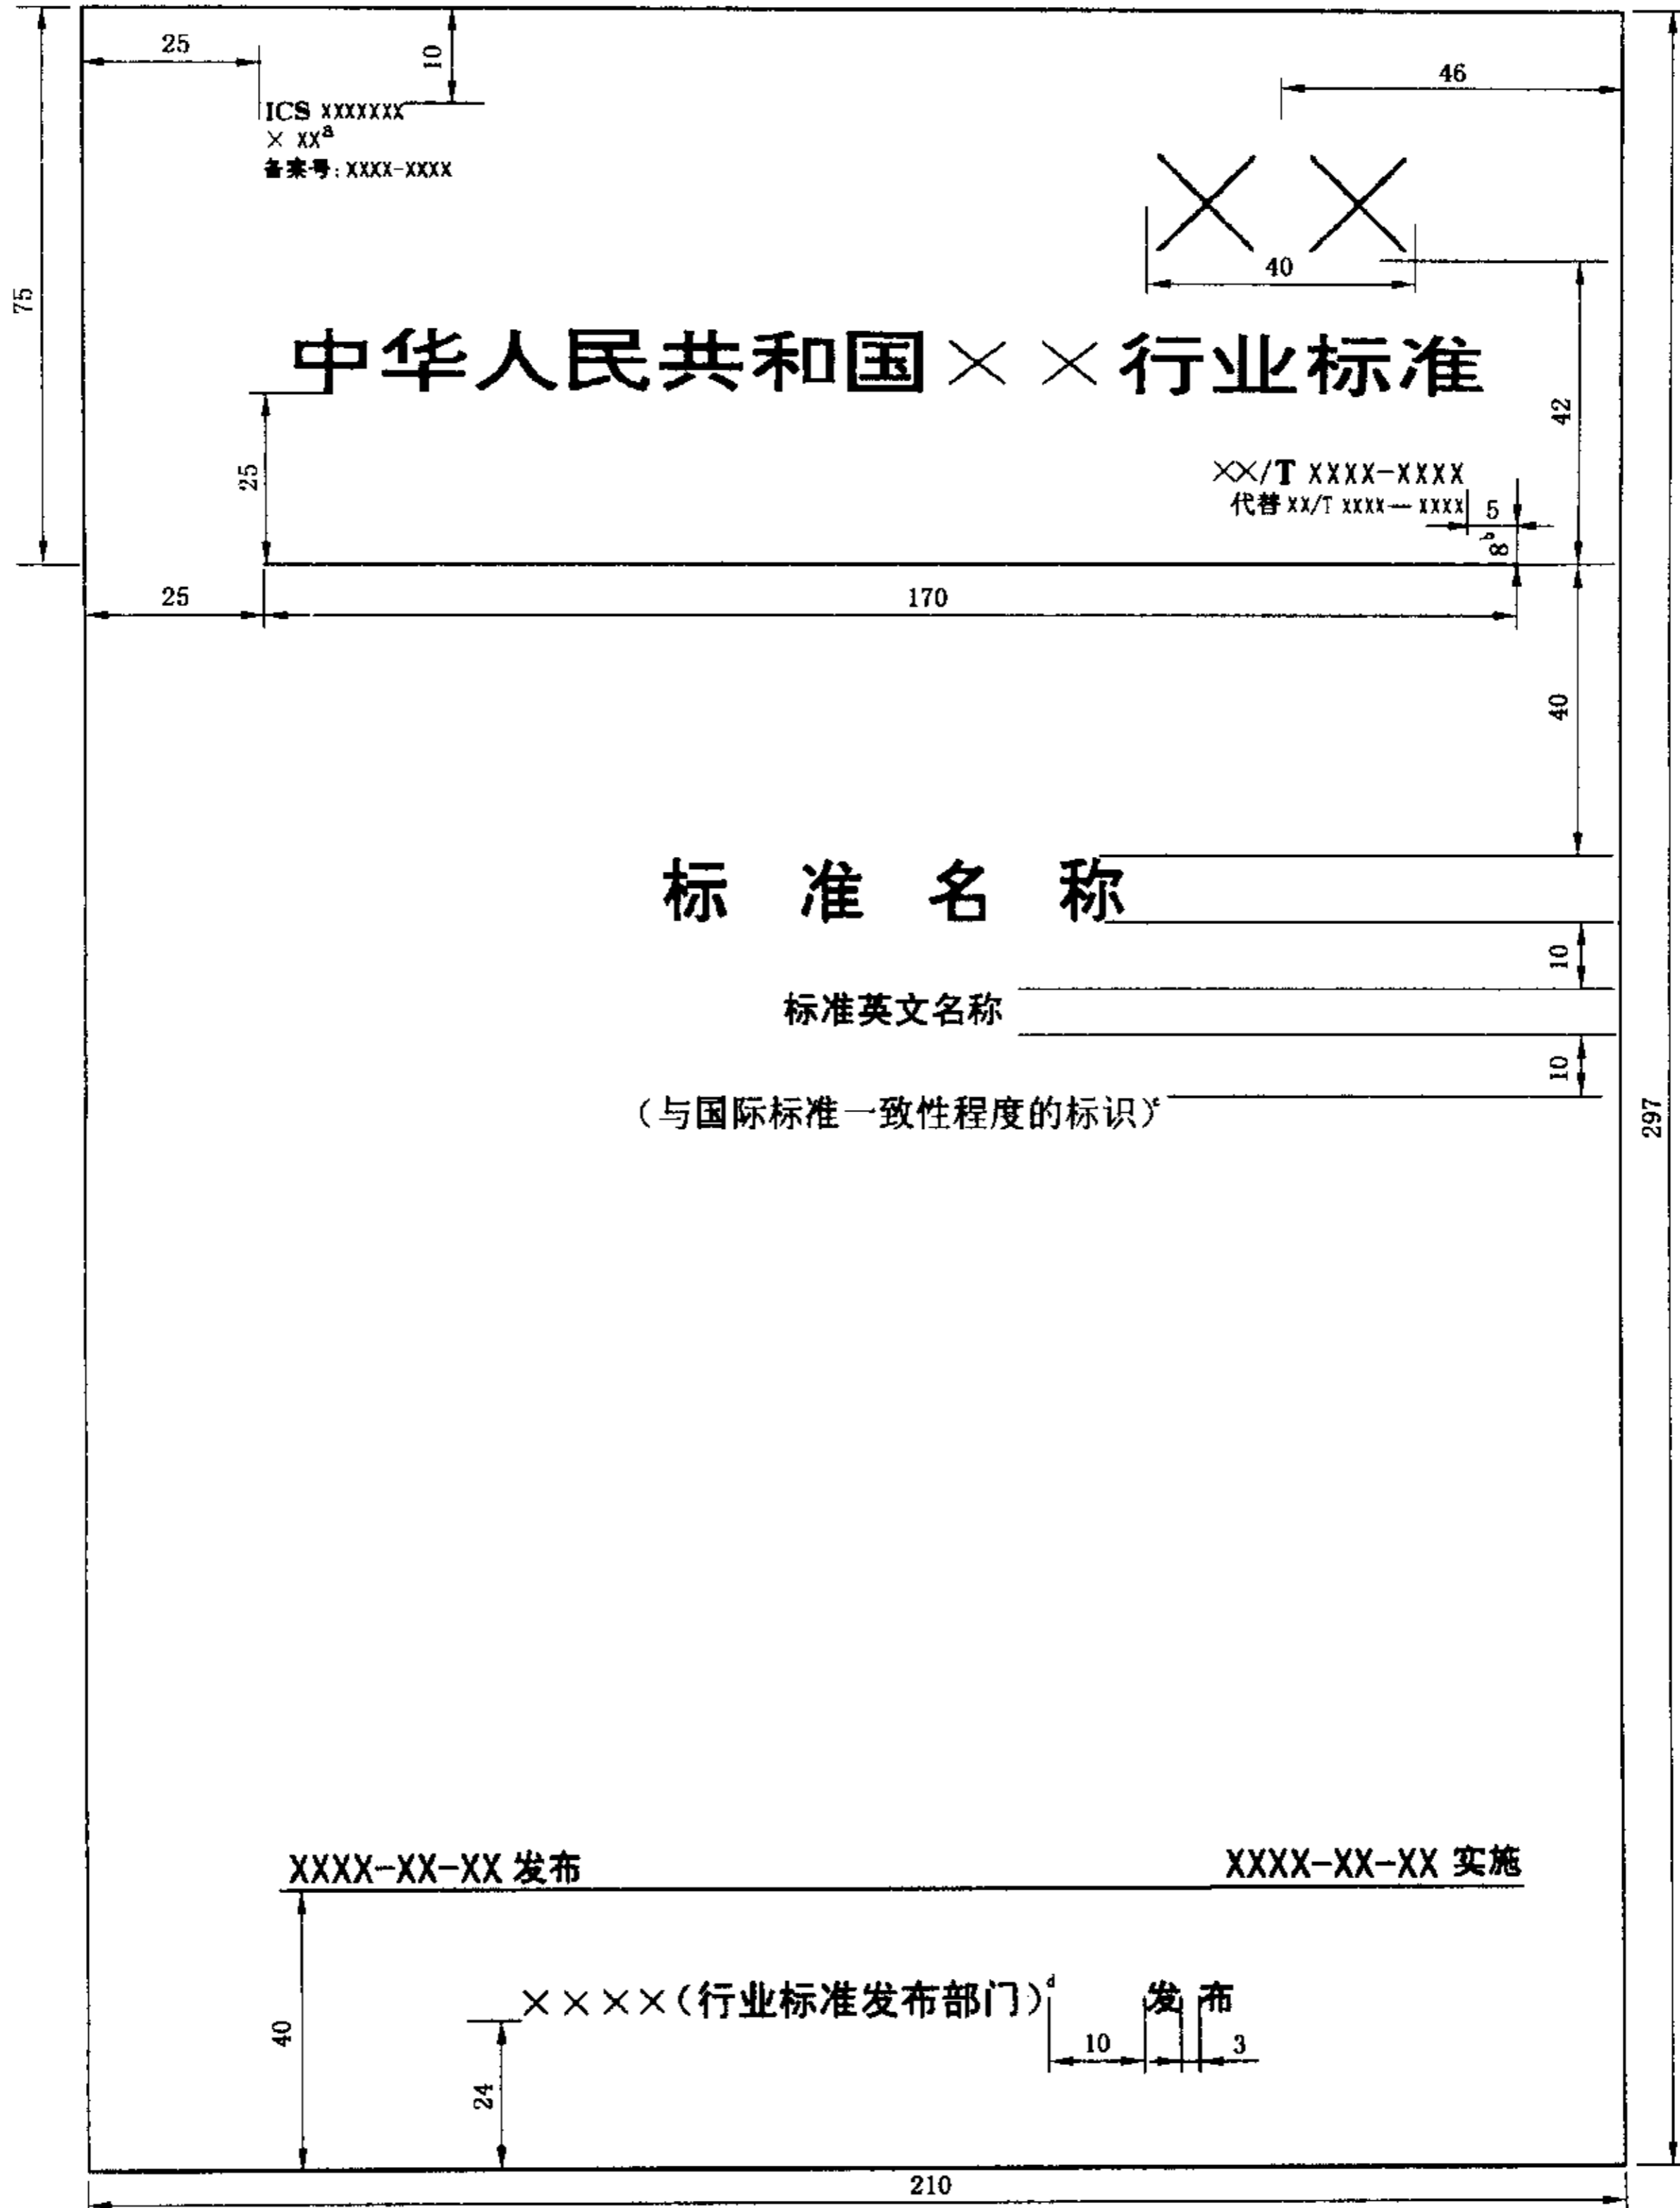 25
10
46
ICS XXXXXXX
× XXa
备案号:XXXX-XXXX
××
40
75
中华人民共和国××行业标准
25
42
××/T XXXX-XXXX
代替 XX/T XXXX—XXXX
5
8b
25
170
40
标准名称
10
标准英文名称
10
(与国际标准一致性程度的标识)c
297
XXXX-XX-XX 发布
XXXX-XX-XX 实施
××××(行业标准发布部门)d 发布
40
10
3
24
210